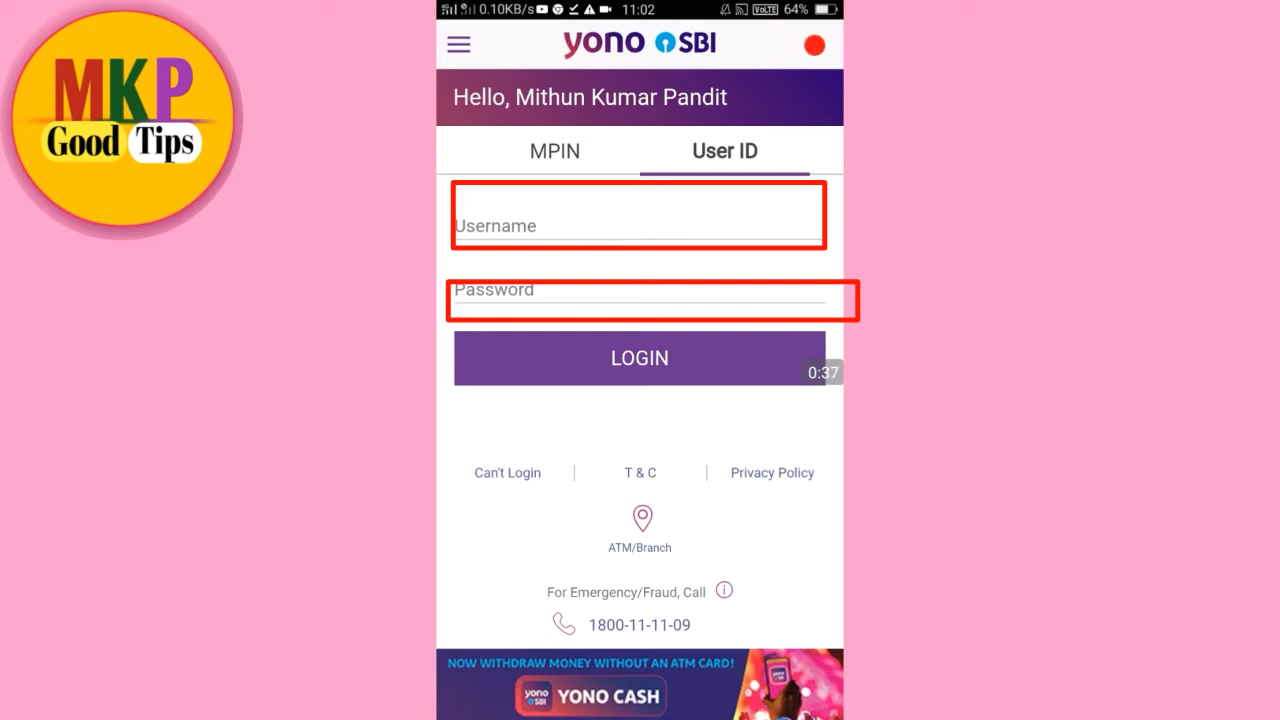 MKP
Good Tips
0.10KB/s 11:02 VoLTE 64%
yono SBI
Hello, Mithun Kumar Pandit
MPIN User ID
Username
Password
LOGIN
0:37
Can't Login | T & C | Privacy Policy
ATM/Branch
For Emergency/Fraud, Call
1800-11-11-09
NOW WITHDRAW MONEY WITHOUT AN ATM CARD!
yono SBI YONO CASH